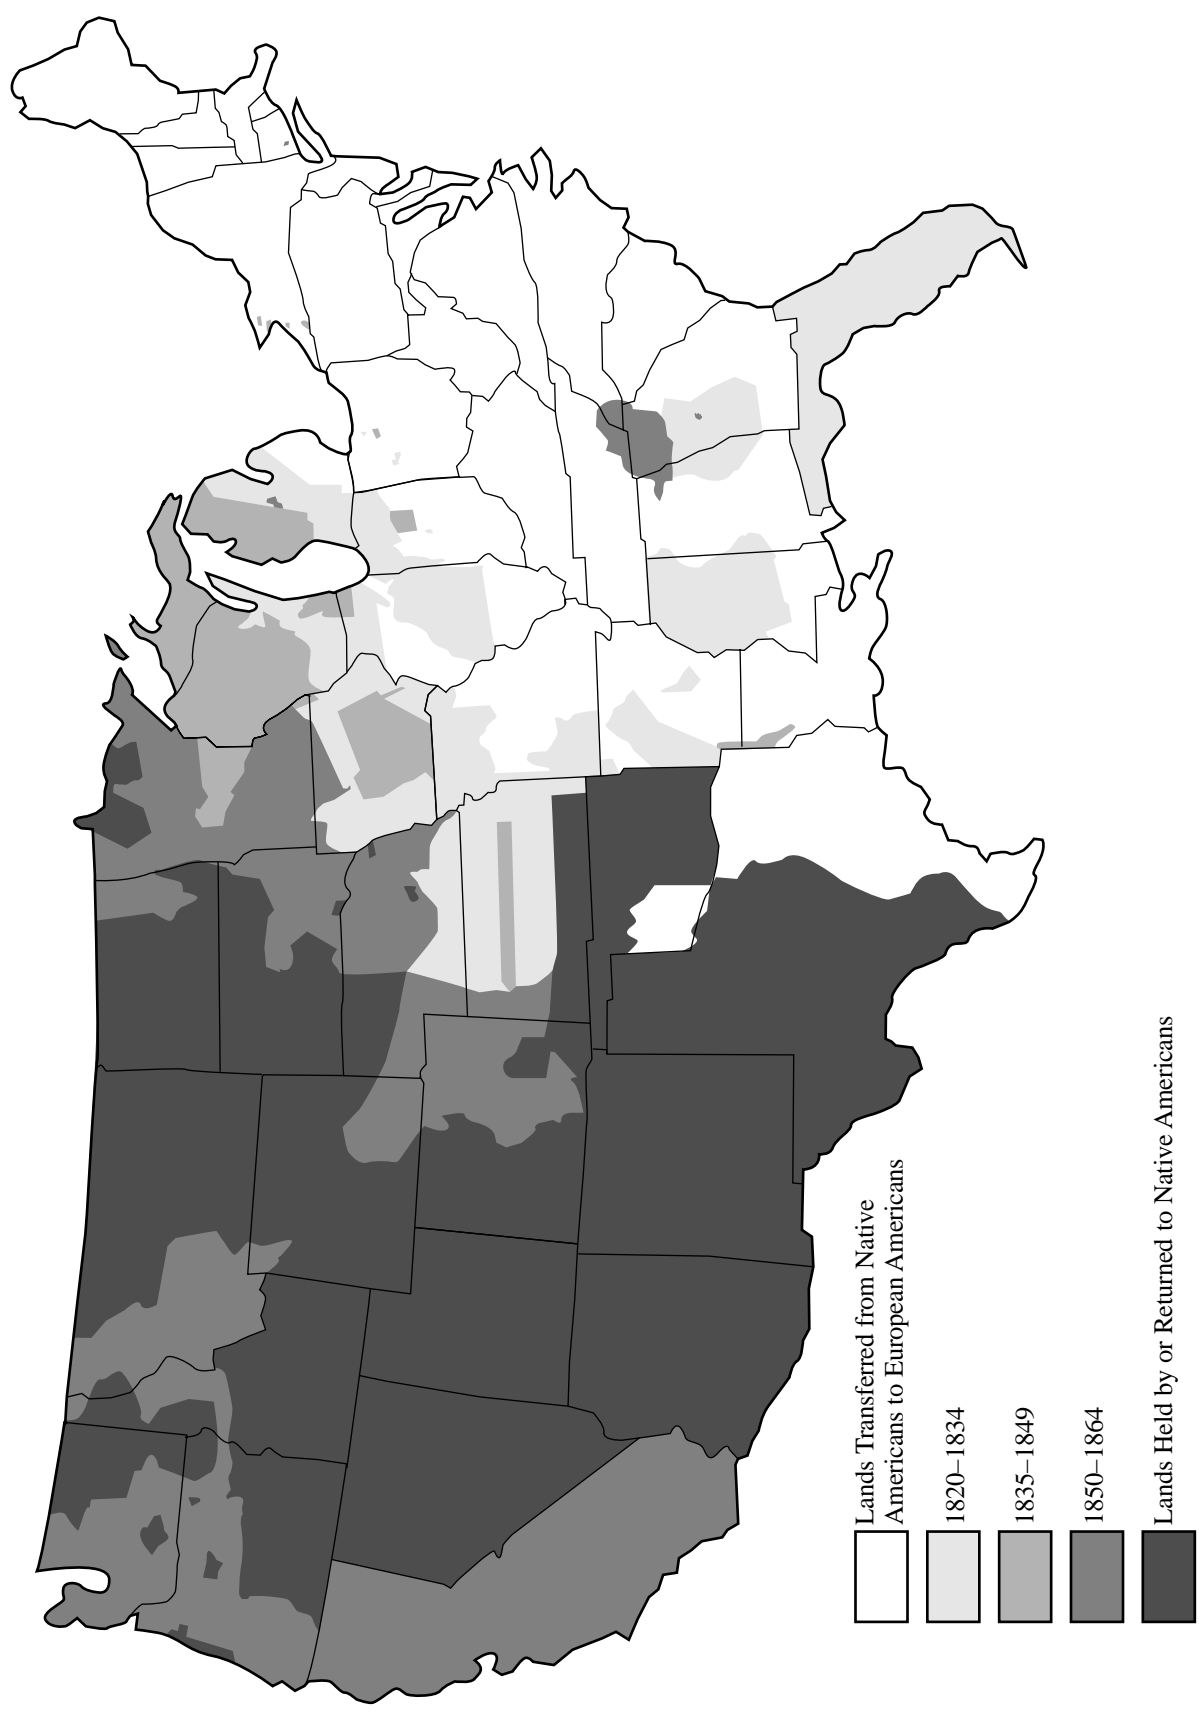 Lands Transferred from Native
Americans to European Americans
1820–1834
1835–1849
1850–1864
Lands Held by or Returned to Native Americans